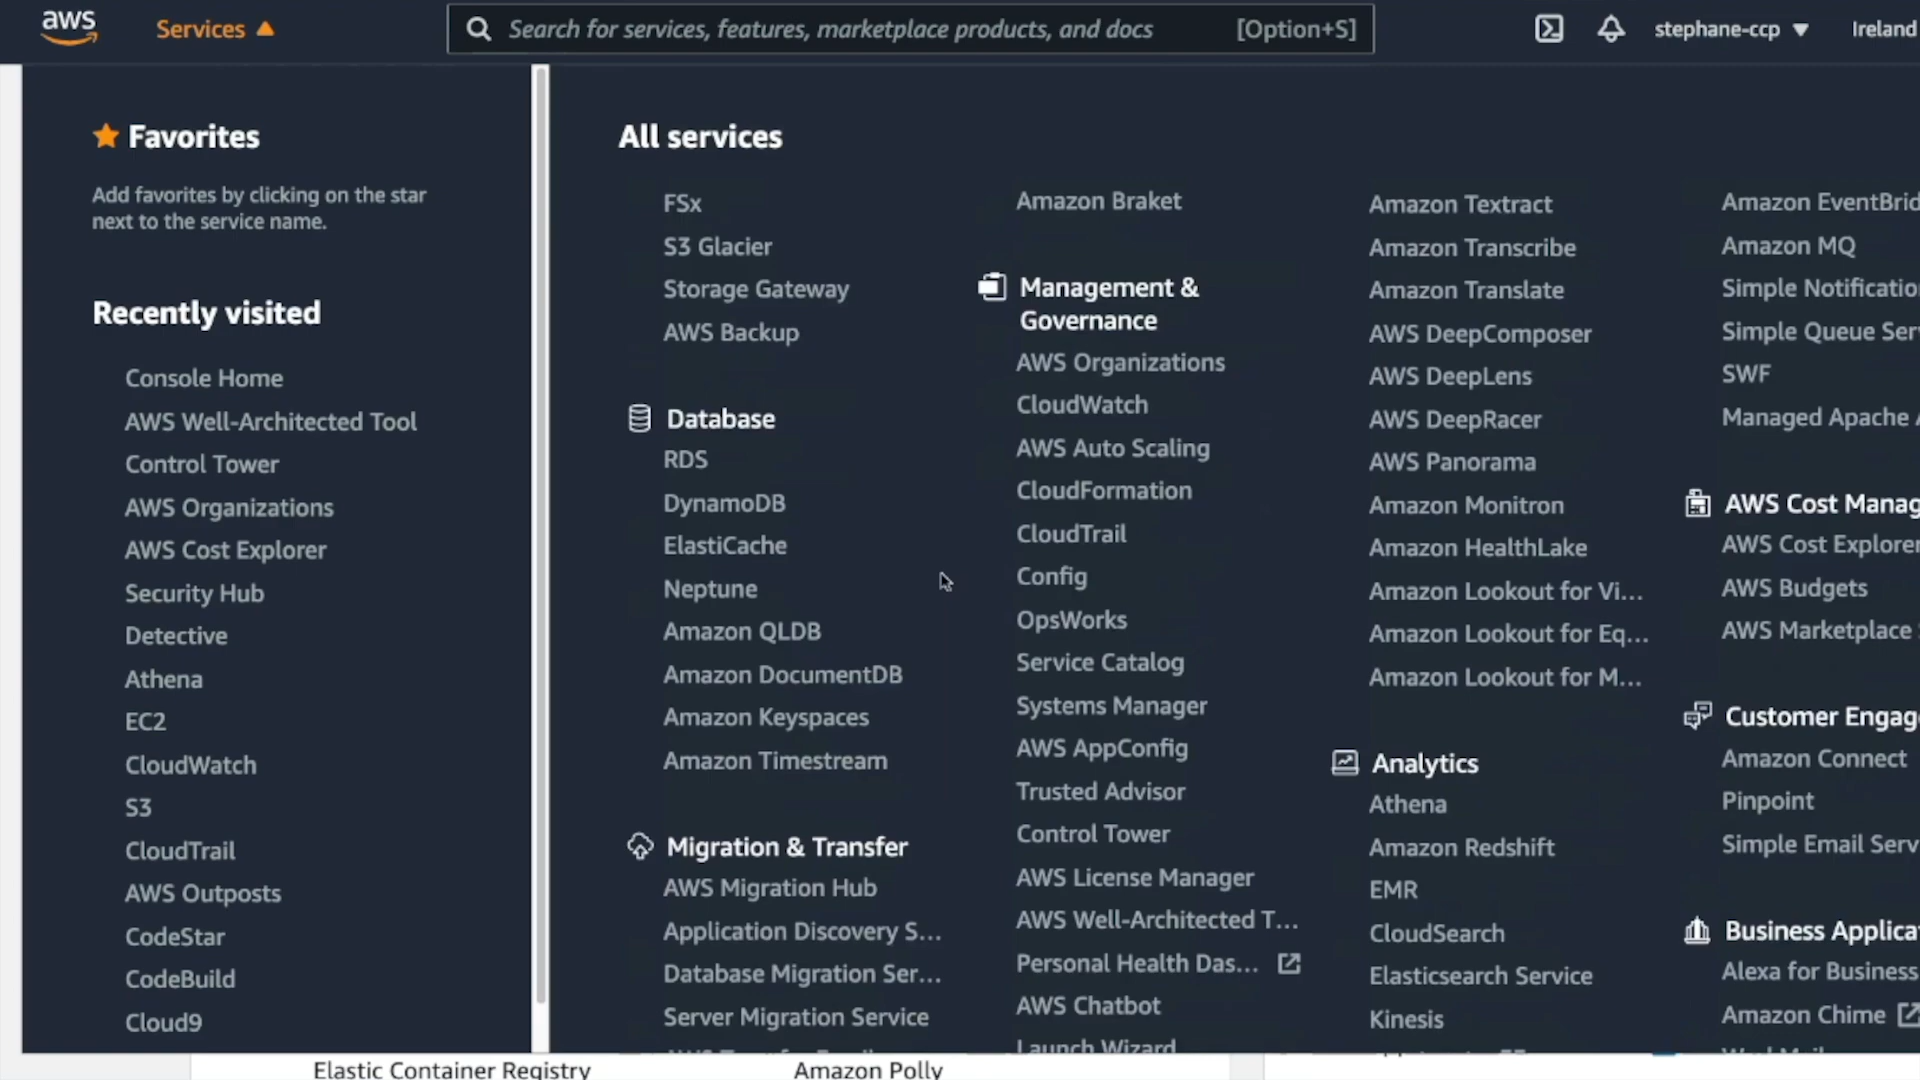 aws
Services
Search for services, features, marketplace products, and docs
[Option+S]
stephane-ccp
Ireland
Favorites
Add favorites by clicking on the star
next to the service name.
Recently visited
Console Home
AWS Well-Architected Tool
Control Tower
AWS Organizations
AWS Cost Explorer
Security Hub
Detective
Athena
EC2
CloudWatch
S3
CloudTrail
AWS Outposts
CodeStar
CodeBuild
Cloud9
All services
FSx
S3 Glacier
Storage Gateway
AWS Backup
Database
RDS
DynamoDB
ElastiCache
Neptune
Amazon QLDB
Amazon DocumentDB
Amazon Keyspaces
Amazon Timestream
Migration & Transfer
AWS Migration Hub
Application Discovery S...
Database Migration Ser...
Server Migration Service
Amazon Braket
Management &
Governance
AWS Organizations
CloudWatch
AWS Auto Scaling
CloudFormation
CloudTrail
Config
OpsWorks
Service Catalog
Systems Manager
AWS AppConfig
Trusted Advisor
Control Tower
AWS License Manager
AWS Well-Architected T...
Personal Health Das...
AWS Chatbot
Launch Wizard
Amazon Textract
Amazon Transcribe
Amazon Translate
AWS DeepComposer
AWS DeepLens
AWS DeepRacer
AWS Panorama
Amazon Monitron
Amazon HealthLake
Amazon Lookout for Vi...
Amazon Lookout for Eq...
Amazon Lookout for M...
Analytics
Athena
Amazon Redshift
EMR
CloudSearch
Elasticsearch Service
Kinesis
Amazon EventBrid
Amazon MQ
Simple Notificatio
Simple Queue Ser
SWF
Managed Apache A
AWS Cost Manag
AWS Cost Explorer
AWS Budgets
AWS Marketplace
Customer Engag
Amazon Connect
Pinpoint
Simple Email Serv
Business Applica
Alexa for Business
Amazon Chime
Elastic Container Registry
Amazon Polly